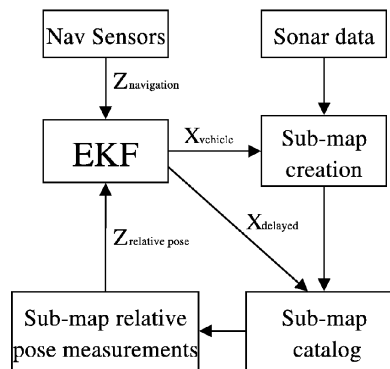 Nav Sensors
Sonar data
Znavigation
EKF
Xvehicle
Sub-map
creation
Xdelayed
Zrelative pose
Sub-map relative
pose measurements
Sub-map
catalog